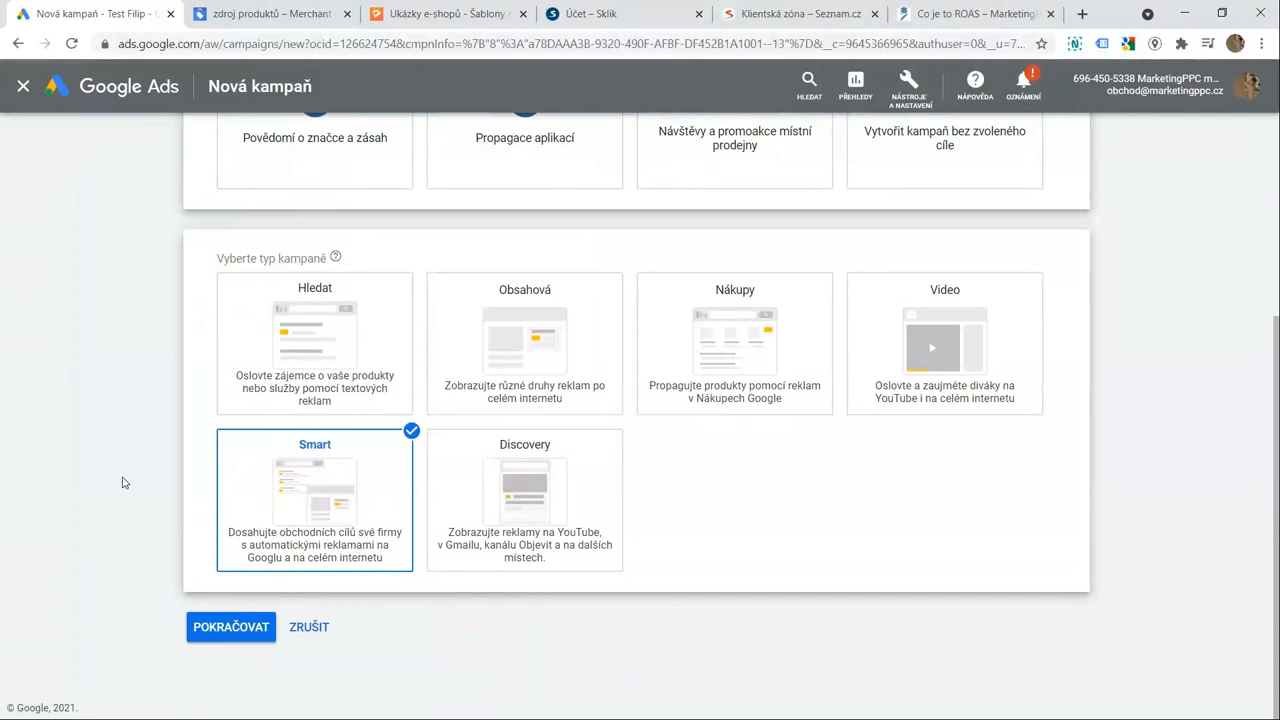 Nová kampaň - Test Filip -
zdroj produktů – Merchant
Ukázky e-shopů - Šablony
Účet – Sklik
Klientská zóna – Seznam.cz
Co je to ROAS - Marketing
Google Ads
Nová kampaň
HLEDAT
PŘEHLEDY
NÁSTROJE
A NASTAVENÍ
NÁPOVĚDA
OZNÁMENÍ
696-450-5338 MarketingPPC m...
obchod@marketingppc.cz
Povědomí o značce a zásah
Propagace aplikací
Návštěvy a promoakce místní
prodejny
Vytvořit kampaň bez zvoleného
cíle
Vyberte typ kampaně
Hledat
Oslovte zájemce o vaše produkty
nebo služby pomocí textových
reklam
Obsahová
Zobrazujte různé druhy reklam po
celém internetu
Nákupy
Propagujte produkty pomocí reklam
v Nákupech Google
Video
Oslovte a zaujměte diváky na
YouTube i na celém internetu
Smart
Dosahujte obchodních cílů své firmy
s automatickými reklamami na
Googlu a na celém internetu
Discovery
Zobrazujte reklamy na YouTube,
v Gmailu, kanálu Objevit a na dalších
místech.
POKRAČOVAT
ZRUŠIT
© Google, 2021.